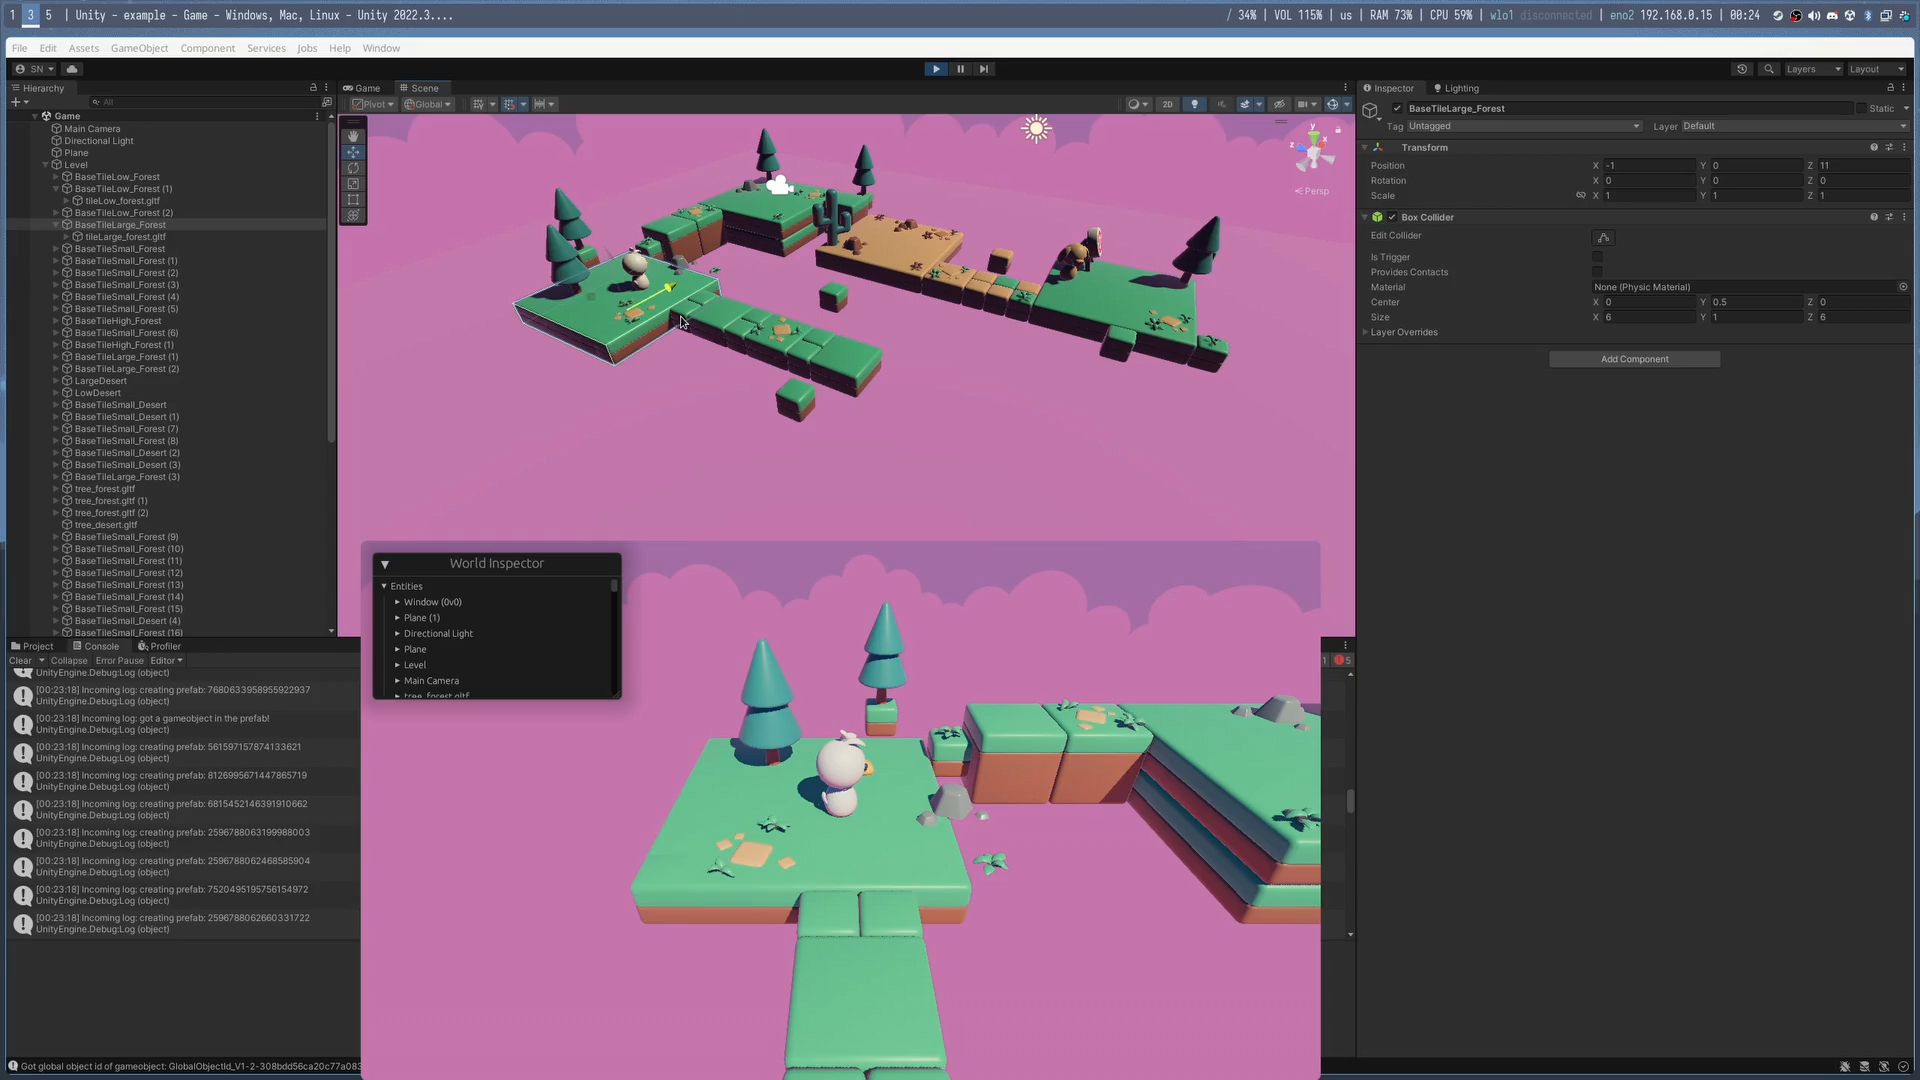 1 3 5 | Unity - example - Game - Windows, Mac, Linux - Unity 2022.3....
/ 34% | VOL 115% | us | RAM 73% | CPU 59% | wlo1 disconnected | eno2 192.168.0.15 | 00:24
File Edit Assets GameObject Component Services Jobs Help Window
SN
Layers
Layout
Hierarchy
All
Game
Main Camera
Directional Light
Plane
Level
BaseTileLow_Forest
BaseTileLow_Forest (1)
tileLow_forest.gltf
BaseTileLow_Forest (2)
BaseTileLarge_Forest
tileLarge_forest.gltf
BaseTileSmall_Forest
BaseTileSmall_Forest (1)
BaseTileSmall_Forest (2)
BaseTileSmall_Forest (3)
BaseTileSmall_Forest (4)
BaseTileSmall_Forest (5)
BaseTileHigh_Forest
BaseTileSmall_Forest (6)
BaseTileHigh_Forest (1)
BaseTileLarge_Forest (1)
BaseTileLarge_Forest (2)
LargeDesert
LowDesert
BaseTileSmall_Desert
BaseTileSmall_Desert (1)
BaseTileSmall_Forest (7)
BaseTileSmall_Forest (8)
BaseTileSmall_Desert (2)
BaseTileSmall_Desert (3)
BaseTileLarge_Forest (3)
tree_forest.gltf
tree_forest.gltf (1)
tree_forest.gltf (2)
tree_desert.gltf
BaseTileSmall_Forest (9)
BaseTileSmall_Forest (10)
BaseTileSmall_Forest (11)
BaseTileSmall_Forest (12)
BaseTileSmall_Forest (13)
BaseTileSmall_Forest (14)
BaseTileSmall_Forest (15)
BaseTileSmall_Desert (4)
BaseTileSmall_Forest (16)
Game Scene
Pivot Global
2D
y
x
z
Persp
Project Console Profiler
Clear Collapse Error Pause Editor
1 5
UnityEngine.Debug:Log (object)
[00:23:18] Incoming log: creating prefab: 7680633958955922937
UnityEngine.Debug:Log (object)
[00:23:18] Incoming log: got a gameobject in the prefab!
UnityEngine.Debug:Log (object)
[00:23:18] Incoming log: creating prefab: 561597157874133621
UnityEngine.Debug:Log (object)
[00:23:18] Incoming log: creating prefab: 8126995671447865719
UnityEngine.Debug:Log (object)
[00:23:18] Incoming log: creating prefab: 6815452146391910662
UnityEngine.Debug:Log (object)
[00:23:18] Incoming log: creating prefab: 2596788063199988003
UnityEngine.Debug:Log (object)
[00:23:18] Incoming log: creating prefab: 2596788062468585904
UnityEngine.Debug:Log (object)
[00:23:18] Incoming log: creating prefab: 7520495195756154972
UnityEngine.Debug:Log (object)
[00:23:18] Incoming log: creating prefab: 2596788062660331722
UnityEngine.Debug:Log (object)
Got global object id of gameobject: GlobalObjectId_V1-2-308bdd56ca20c77a083
World Inspector
Entities
Window (0v0)
Plane (1)
Directional Light
Plane
Level
Main Camera
tree_forest.gltf
Inspector Lighting
BaseTileLarge_Forest
Static
Tag Untagged Layer Default
Transform
Position X -1 Y 0 Z 11
Rotation X 0 Y 0 Z 0
Scale X 1 Y 1 Z 1
Box Collider
Edit Collider
Is Trigger
Provides Contacts
Material None (Physic Material)
Center X 0 Y 0.5 Z 0
Size X 6 Y 1 Z 6
Layer Overrides
Add Component